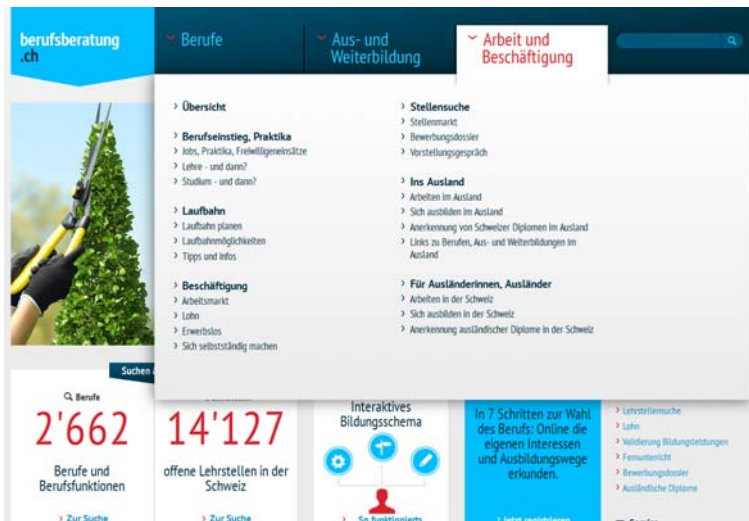 berufsberatung
.ch
Berufe
Aus- und
Weiterbildung
Arbeit und
Beschäftigung
Übersicht
Berufseinstieg, Praktika
Jobs, Praktika, Freiwilligeneinsätze
Lehre - und dann?
Studium - und dann?
Laufbahn
Laufbahn planen
Laufbahnmöglichkeiten
Tipps und Infos
Beschäftigung
Arbeitsmarkt
Lohn
Erwerbslos
Sich selbstständig machen
Stellensuche
Stellenmarkt
Bewerbungsdossier
Vorstellungsgespräch
Ins Ausland
Arbeiten im Ausland
Sich ausbilden im Ausland
Anerkennung von Schweizer Diplomen im Ausland
Links zu Berufen, Aus- und Weiterbildungen im
Ausland
Für Ausländerinnen, Ausländer
Arbeiten in der Schweiz
Sich ausbilden in der Schweiz
Anerkennung ausländischer Diplome in der Schweiz
Suchen
Berufe
2'662
Berufe und
Berufsfunktionen
Zur Suche
14'127
offene Lehrstellen in der
Schweiz
Zur Suche
Interaktives
Bildungsschema
So funktionierts
In 7 Schritten zur Wahl
des Berufs: Online die
eigenen Interessen
und Ausbildungswege
erkunden.
Jetzt registrieren
Lehrstellensuche
Lohn
Validierung Bildungsleistungen
Fernunterricht
Bewerbungsdossier
Ausländische Diplome